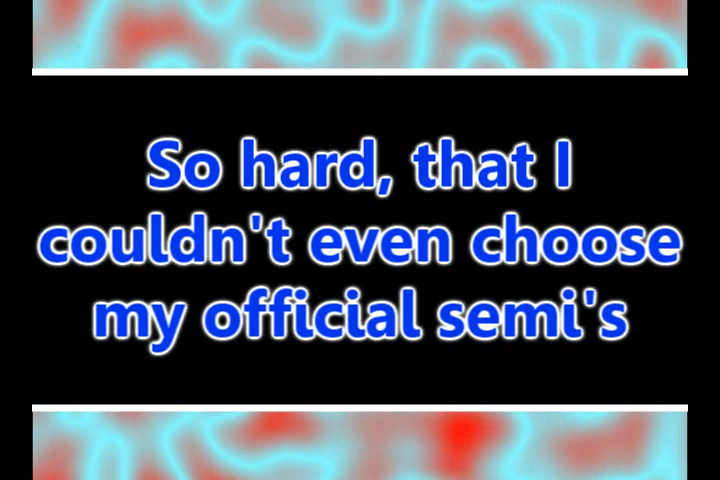 So hard, that I
couldn't even choose
my official semi's